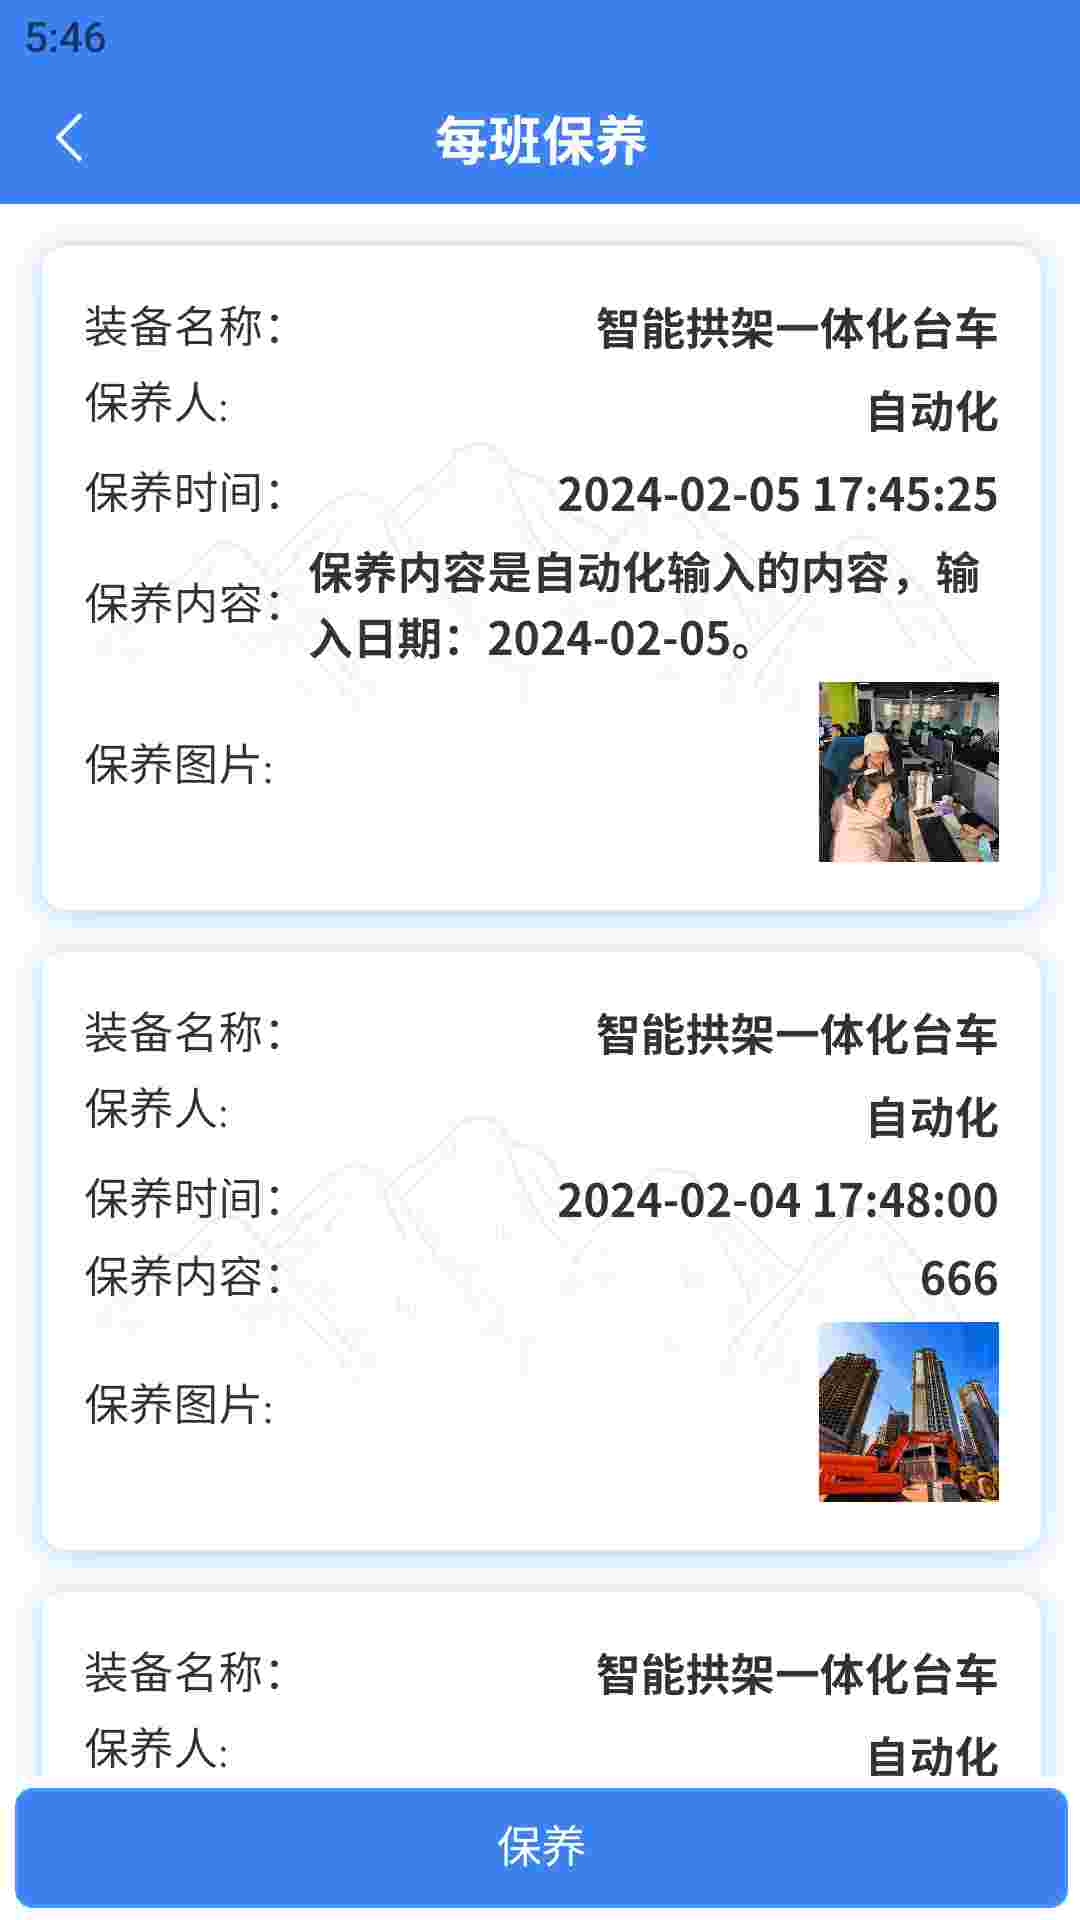 5:46
每班保养
装备名称：
智能拱架一体化台车
保养人:
自动化
保养时间：
2024-02-05 17:45:25
保养内容：
保养内容是自动化输入的内容，输
入日期：2024-02-05。
保养图片:
装备名称：
智能拱架一体化台车
保养人:
自动化
保养时间：
2024-02-04 17:48:00
保养内容：
666
保养图片:
装备名称：
智能拱架一体化台车
保养人:
自动化
保养